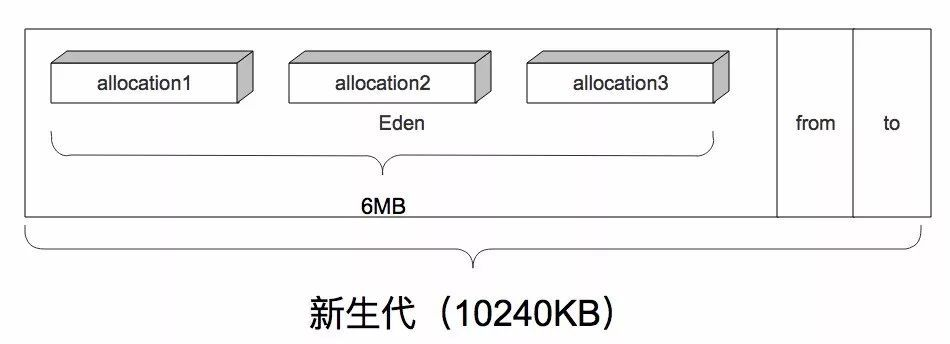 allocation1 allocation2 allocation3
Eden from to
6MB
新生代（10240KB）